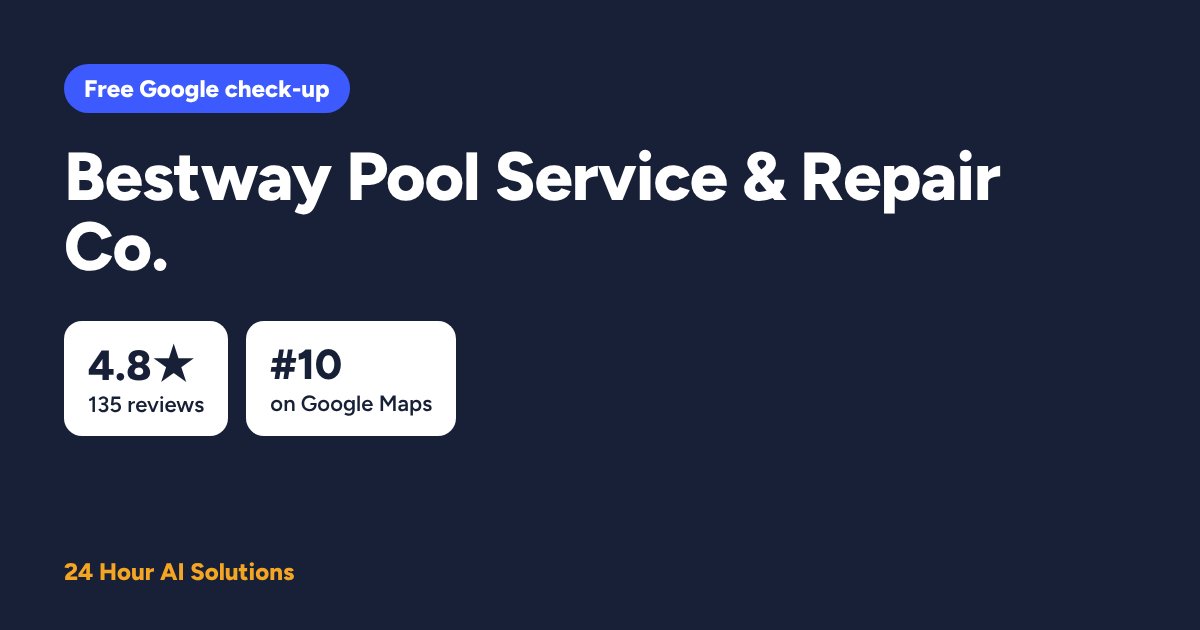 Free Google check-up
Bestway Pool Service & Repair
Co.
4.8★
135 reviews
#10
on Google Maps
24 Hour AI Solutions